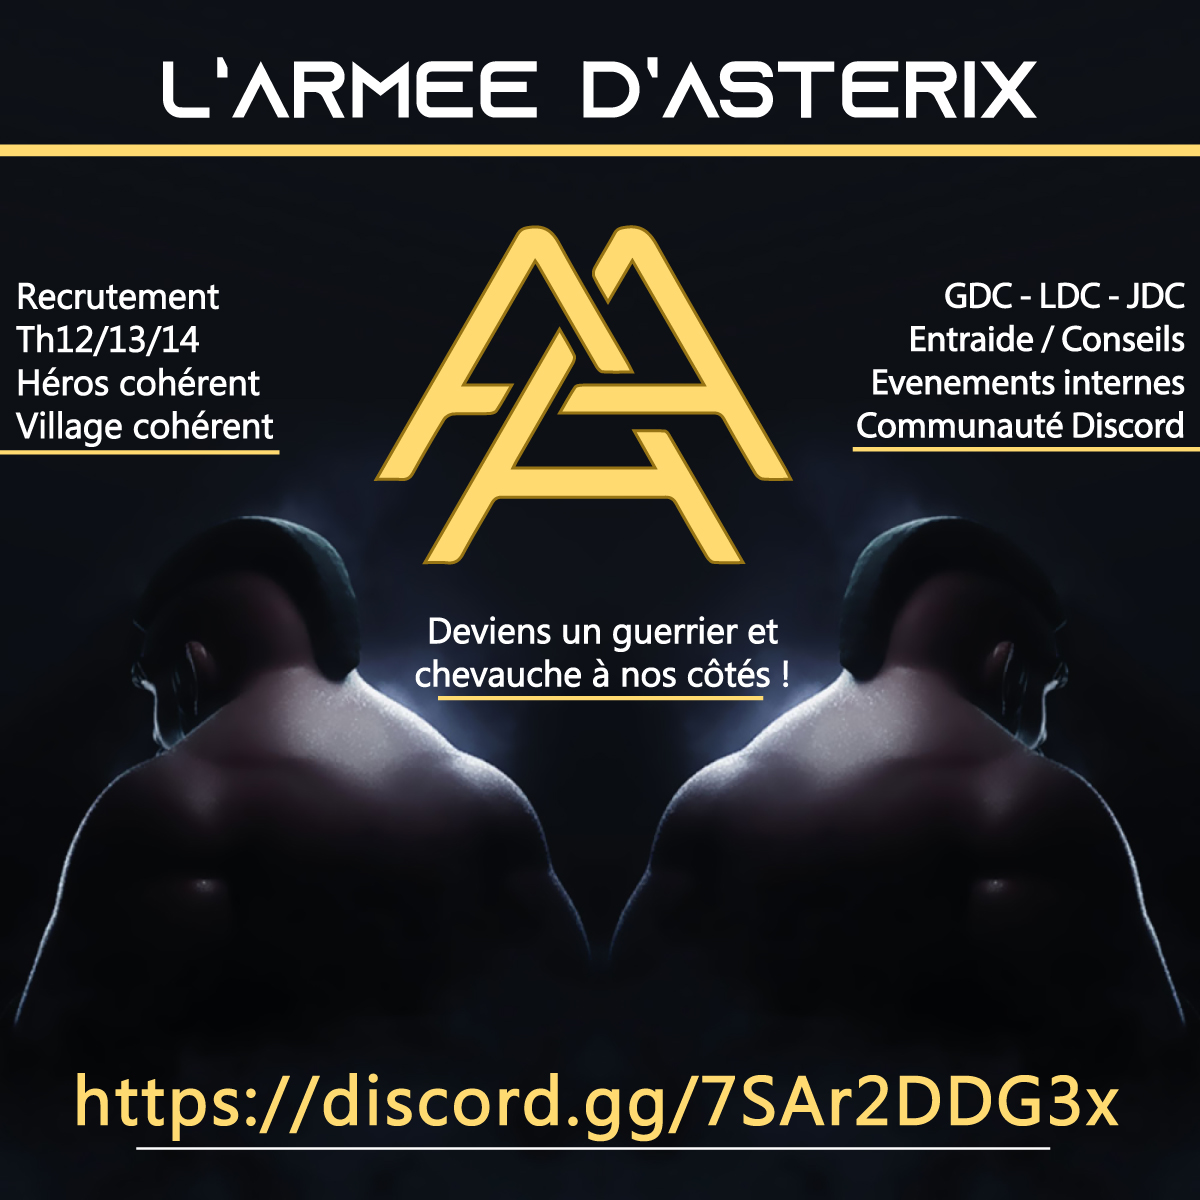 L'ARMEE D'ASTERIX
Recrutement
Th12/13/14
Héros cohérent
Village cohérent
GDC - LDC - JDC
Entraide / Conseils
Evenements internes
Communauté Discord
Deviens un guerrier et
chevauche à nos côtés !
https://discord.gg/7SAr2DDG3x